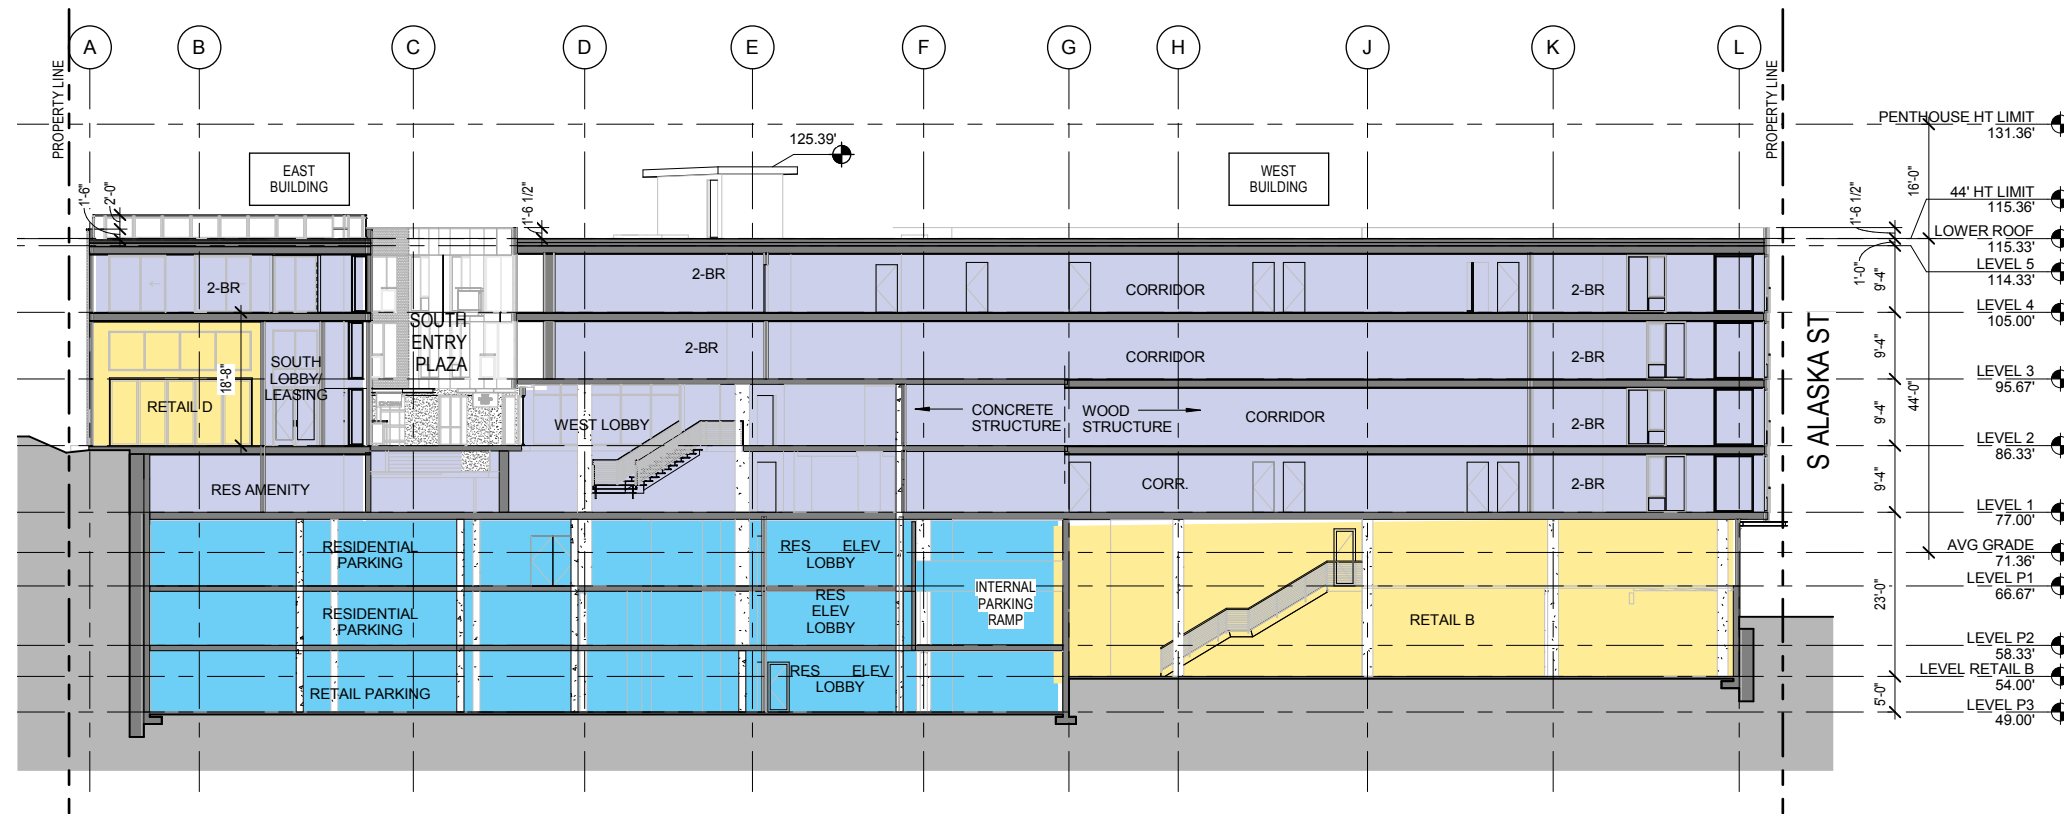 A
B
C
D
E
F
G
H
J
K
L
PROPERTY LINE
PROPERTY LINE
PENTHOUSE HT LIMIT
131.36'
125.39'
EAST
BUILDING
WEST
BUILDING
1'-6"
2'-0"
1'-6 1/2"
1'-6 1/2"
16'-0"
44' HT LIMIT
115.36'
LOWER ROOF
115.33'
1'-0"
LEVEL 5
114.33'
2-BR
2-BR
CORRIDOR
2-BR
9'-4"
LEVEL 4
105.00'
SOUTH
ENTRY
PLAZA
2-BR
CORRIDOR
2-BR
9'-4"
SOUTH
LOBBY/
LEASING
18'-8"
RETAIL D
S ALASKA ST
LEVEL 3
95.67'
44'-0"
WEST LOBBY
CONCRETE
STRUCTURE
WOOD
STRUCTURE
CORRIDOR
2-BR
9'-4"
LEVEL 2
86.33'
RES AMENITY
CORR.
2-BR
9'-4"
LEVEL 1
77.00'
RESIDENTIAL
PARKING
RES ELEV
LOBBY
AVG GRADE
71.36'
LEVEL P1
66.67'
RESIDENTIAL
PARKING
RES
ELEV
LOBBY
INTERNAL
PARKING
RAMP
RETAIL B
23'-0"
LEVEL P2
58.33'
RETAIL PARKING
RES ELEV
LOBBY
LEVEL RETAIL B
54.00'
5'-0"
LEVEL P3
49.00'